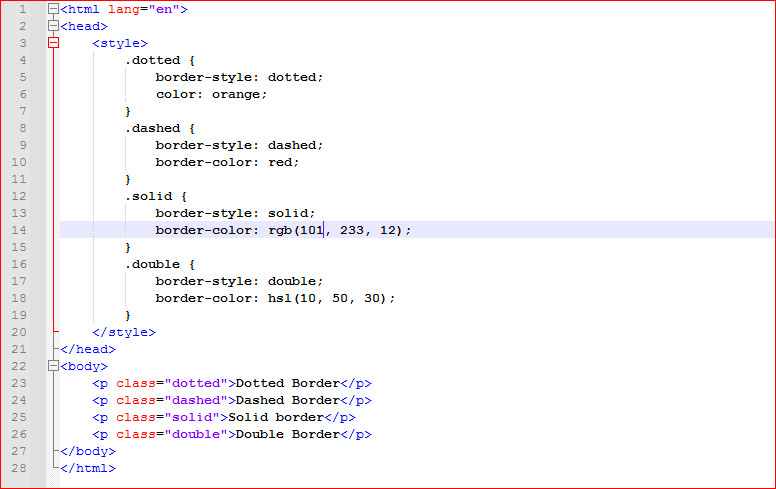 1 <html lang="en">
2 <head>
3 <style>
4 .dotted {
5 border-style: dotted;
6 color: orange;
7 }
8 .dashed {
9 border-style: dashed;
10 border-color: red;
11 }
12 .solid {
13 border-style: solid;
14 border-color: rgb(101, 233, 12);
15 }
16 .double {
17 border-style: double;
18 border-color: hsl(10, 50, 30);
19 }
20 </style>
21 </head>
22 <body>
23 <p class="dotted">Dotted Border</p>
24 <p class="dashed">Dashed Border</p>
25 <p class="solid">Solid border</p>
26 <p class="double">Double Border</p>
27 </body>
28 </html>